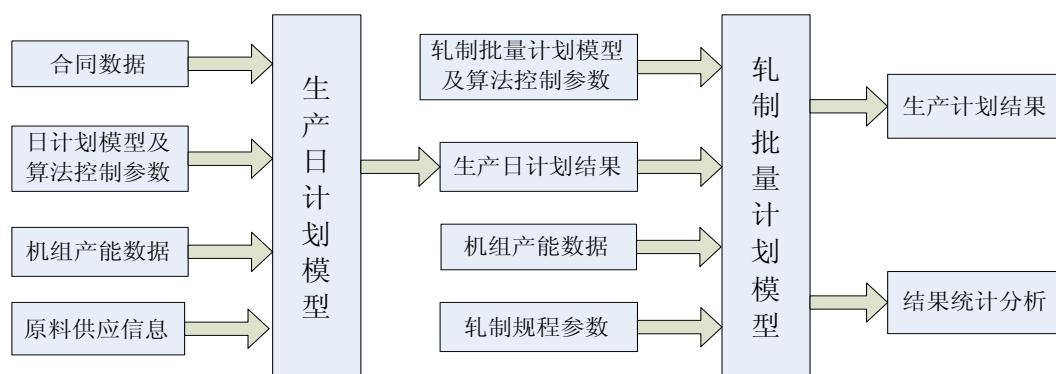 合同数据
日计划模型及
算法控制参数
机组产能数据
原料供应信息
生产日计划模型
轧制批量计划模型
及算法控制参数
生产日计划结果
机组产能数据
轧制规程参数
轧制批量计划模型
生产计划结果
结果统计分析